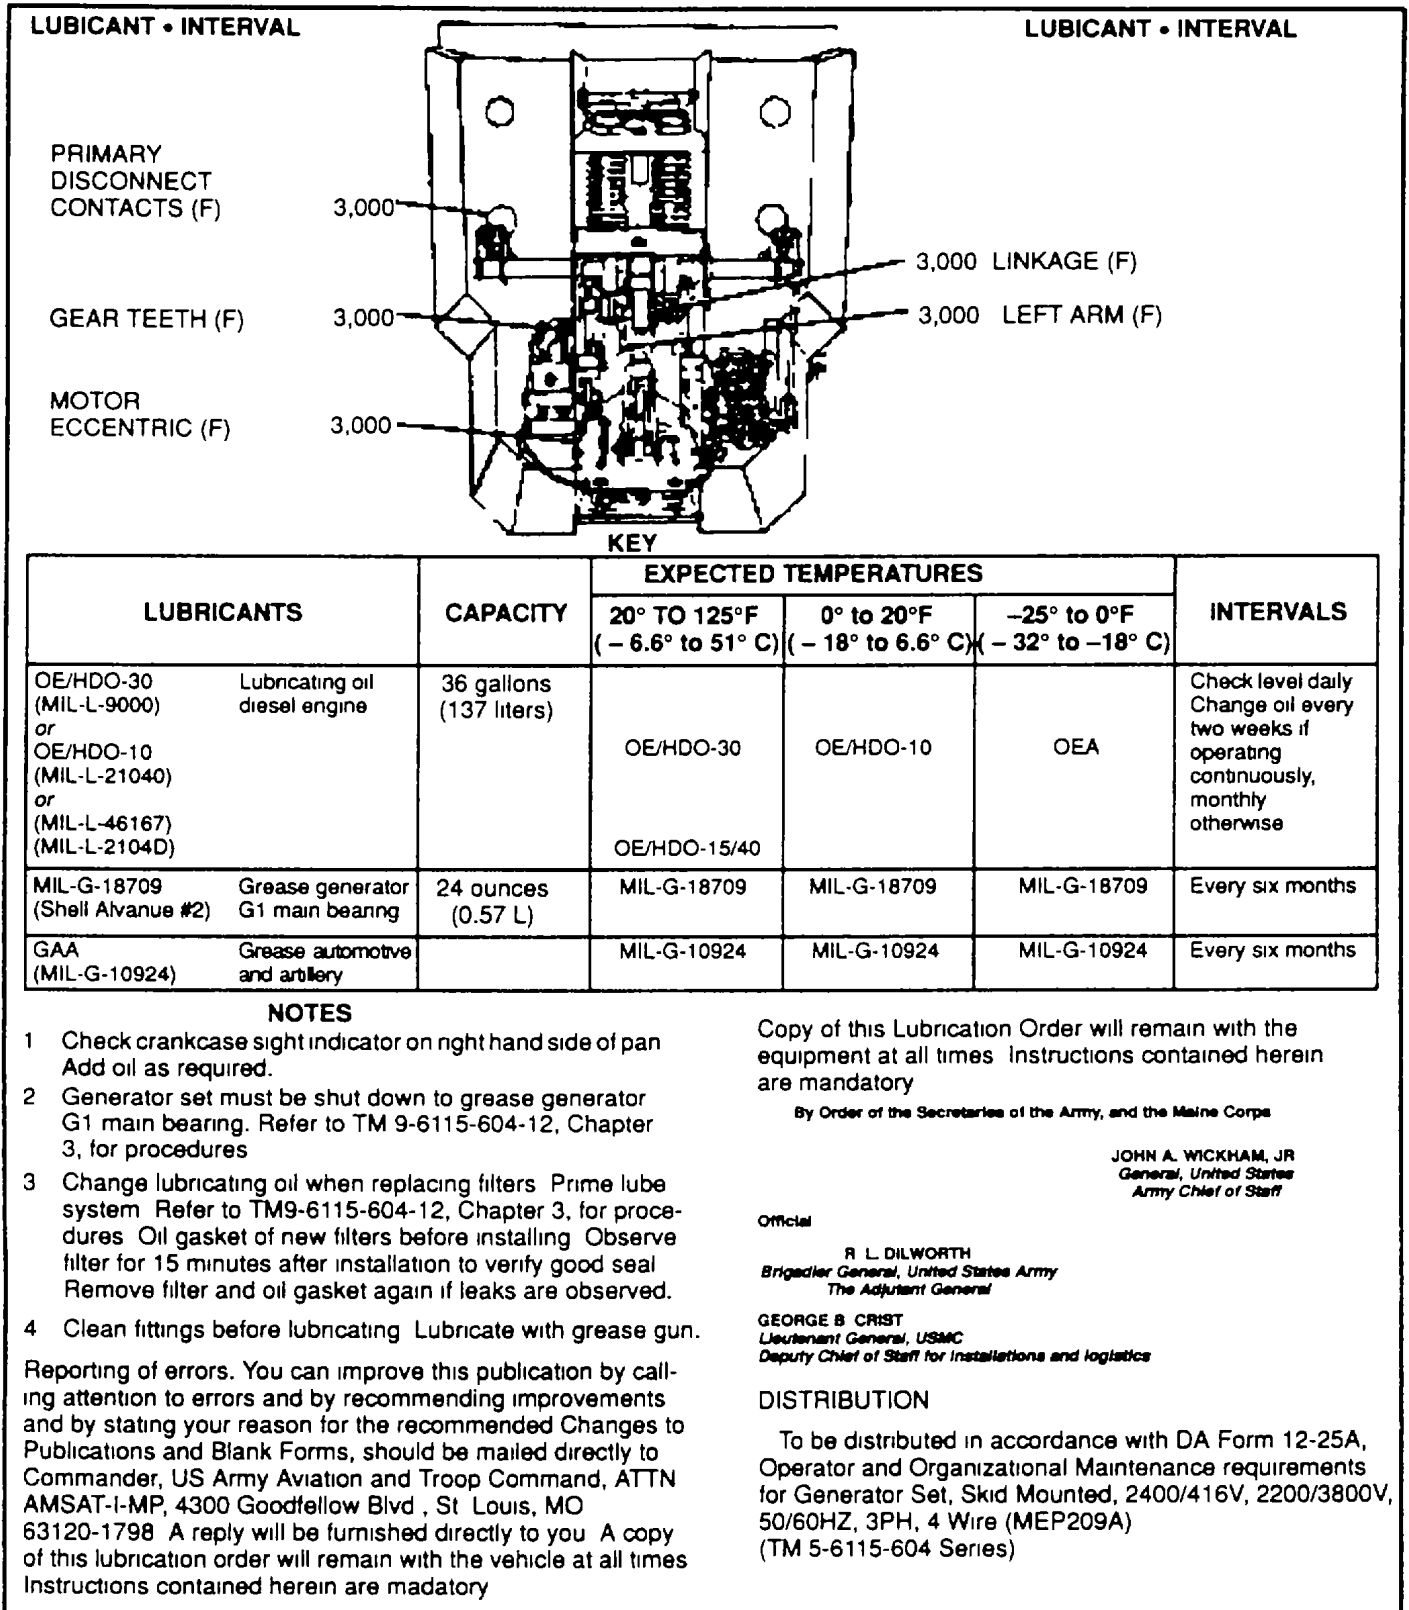 LUBICANT • INTERVAL
LUBICANT • INTERVAL
PRIMARY
DISCONNECT
CONTACTS (F) 3,000
3,000 LINKAGE (F)
GEAR TEETH (F) 3,000
3,000 LEFT ARM (F)
MOTOR
ECCENTRIC (F) 3,000
KEY
LUBRICANTS
CAPACITY
EXPECTED TEMPERATURES
20° TO 125°F
( – 6.6° to 51° C)
0° to 20°F
( – 18° to 6.6° C)
–25° to 0°F
( – 32° to –18° C)
INTERVALS
OE/HDO-30
(MIL-L-9000)
or
OE/HDO-10
(MIL-L-21040)
or
(MIL-L-46167)
(MIL-L-2104D)
Lubricating oil
diesel engine
36 gallons
(137 liters)
OE/HDO-30
OE/HDO-15/40
OE/HDO-10
OEA
Check level daily
Change oil every
two weeks if
operating
continuously,
monthly
otherwise
MIL-G-18709
(Shell Alvanue #2)
Grease generator
G1 main bearing
24 ounces
(0.57 L)
MIL-G-18709
MIL-G-18709
MIL-G-18709
Every six months
GAA
(MIL-G-10924)
Grease automotive
and artillery
MIL-G-10924
MIL-G-10924
MIL-G-10924
Every six months
NOTES
1 Check crankcase sight indicator on right hand side of pan
Add oil as required.
2 Generator set must be shut down to grease generator
G1 main bearing. Refer to TM 9-6115-604-12, Chapter
3, for procedures
3 Change lubricating oil when replacing filters Prime lube
system Refer to TM9-6115-604-12, Chapter 3, for proce-
dures Oil gasket of new filters before installing Observe
filter for 15 minutes after installation to verify good seal
Remove filter and oil gasket again if leaks are observed.
4 Clean fittings before lubricating Lubricate with grease gun.
Reporting of errors. You can improve this publication by call-
ing attention to errors and by recommending improvements
and by stating your reason for the recommended Changes to
Publications and Blank Forms, should be mailed directly to
Commander, US Army Aviation and Troop Command, ATTN
AMSAT-I-MP, 4300 Goodfellow Blvd , St Louis, MO
63120-1798 A reply will be furnished directly to you A copy
of this lubrication order will remain with the vehicle at all times
Instructions contained herein are madatory
Copy of this Lubrication Order will remain with the
equipment at all times Instructions contained herein
are mandatory
By Order of the Secretaries of the Army, and the Maine Corps
JOHN A. WICKHAM, JR
General, United States
Army Chief of Staff
Official
R L. DILWORTH
Brigadier General, United States Army
The Adjutant General
GEORGE B CRIST
Lieutenant General, USMC
Deputy Chief of Staff for Installations and logistics
DISTRIBUTION
To be distributed in accordance with DA Form 12-25A,
Operator and Organizational Maintenance requirements
for Generator Set, Skid Mounted, 2400/416V, 2200/3800V,
50/60HZ, 3PH, 4 Wire (MEP209A)
(TM 5-6115-604 Series)